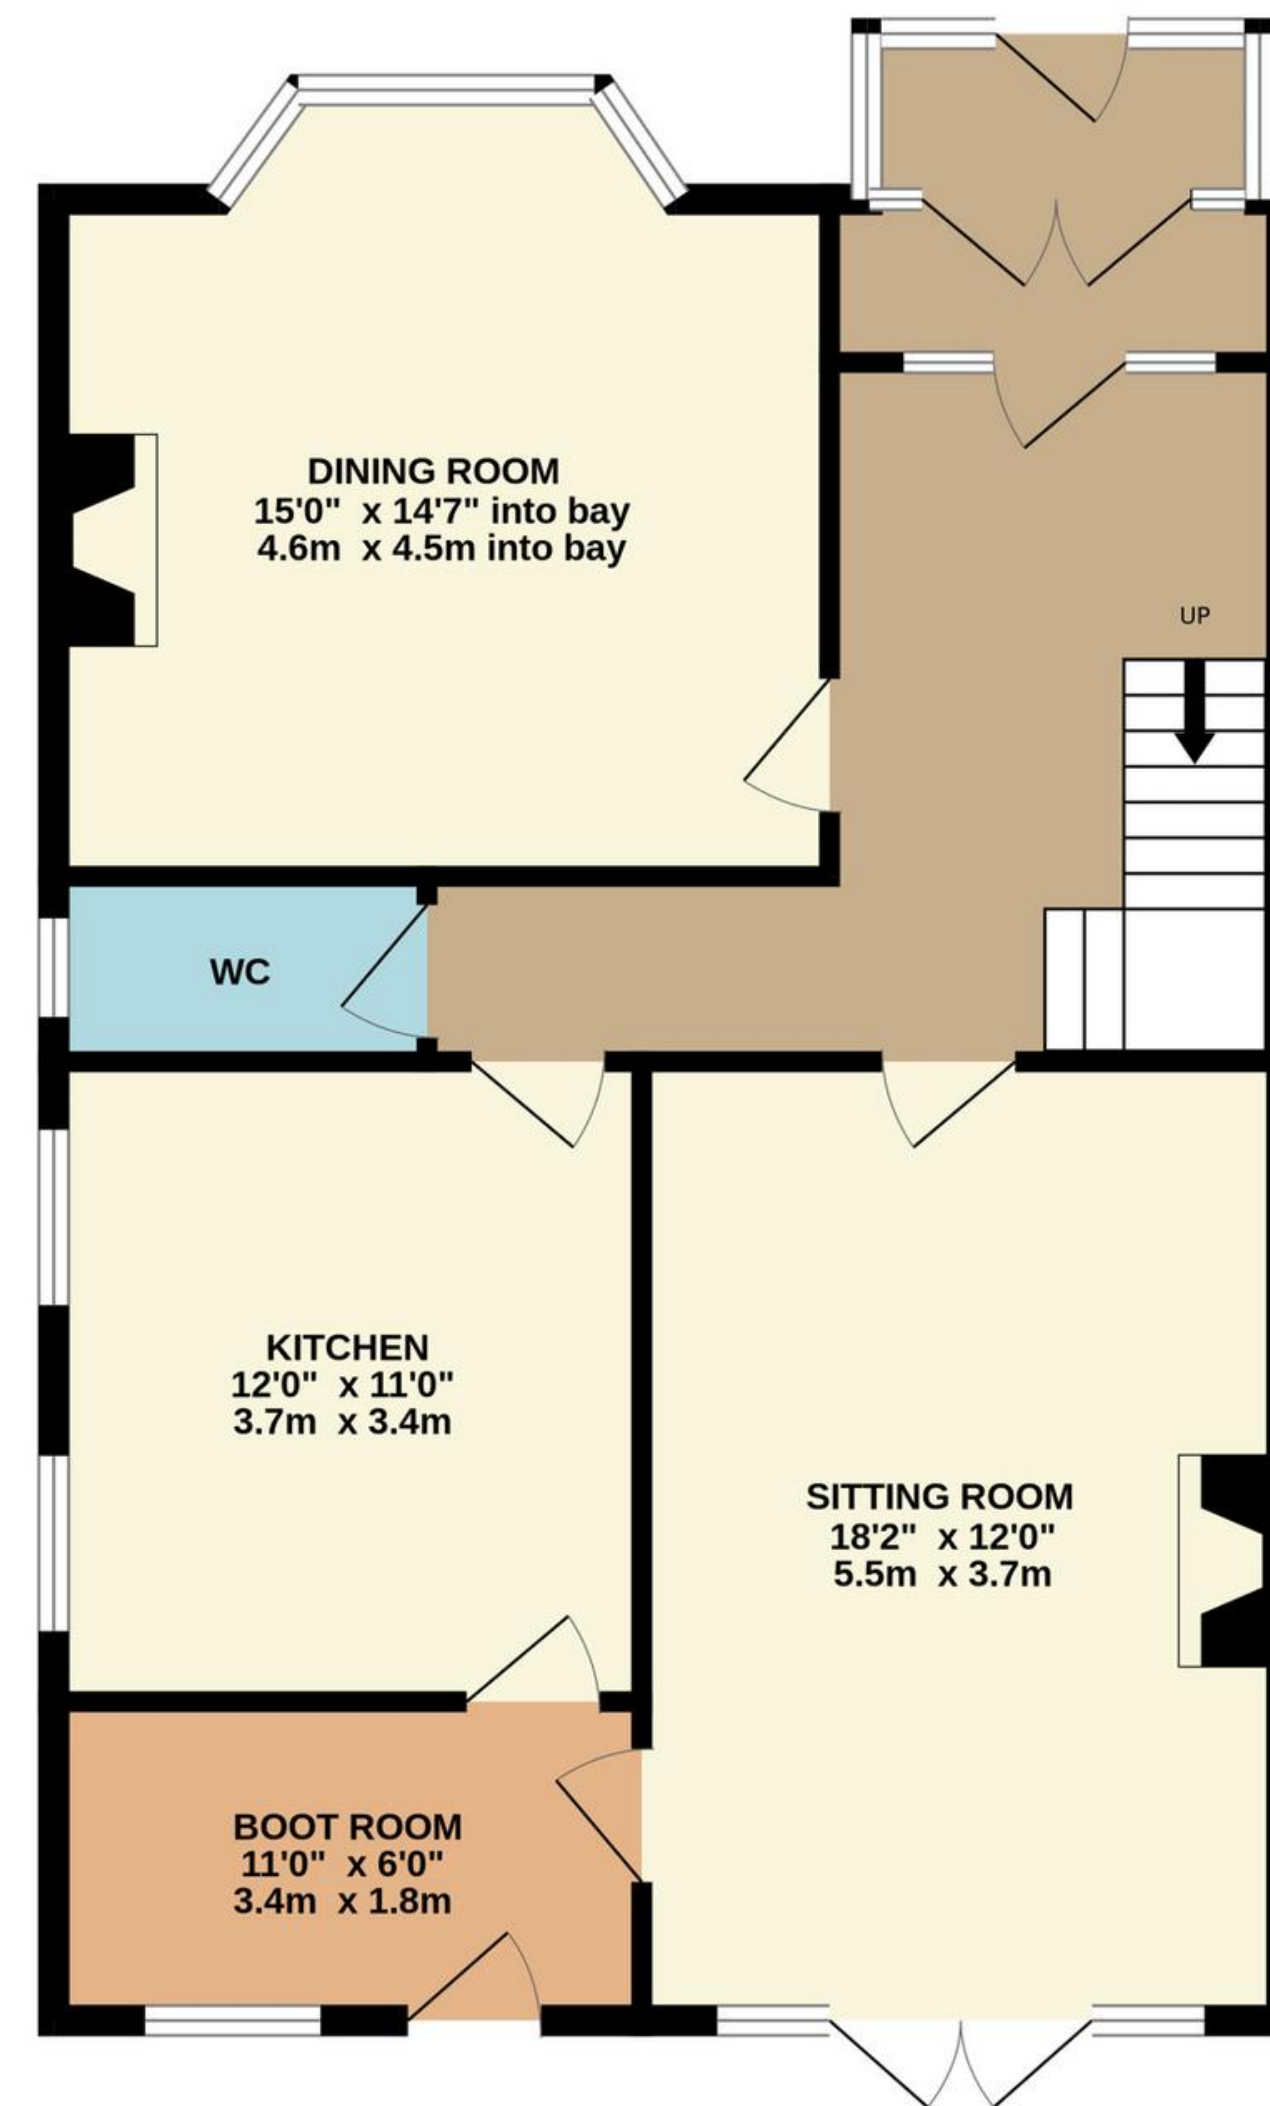 DINING ROOM
15'0" x 14'7" into bay
4.6m x 4.5m into bay
UP
WC
KITCHEN
12'0" x 11'0"
3.7m x 3.4m
SITTING ROOM
18'2" x 12'0"
5.5m x 3.7m
BOOT ROOM
11'0" x 6'0"
3.4m x 1.8m